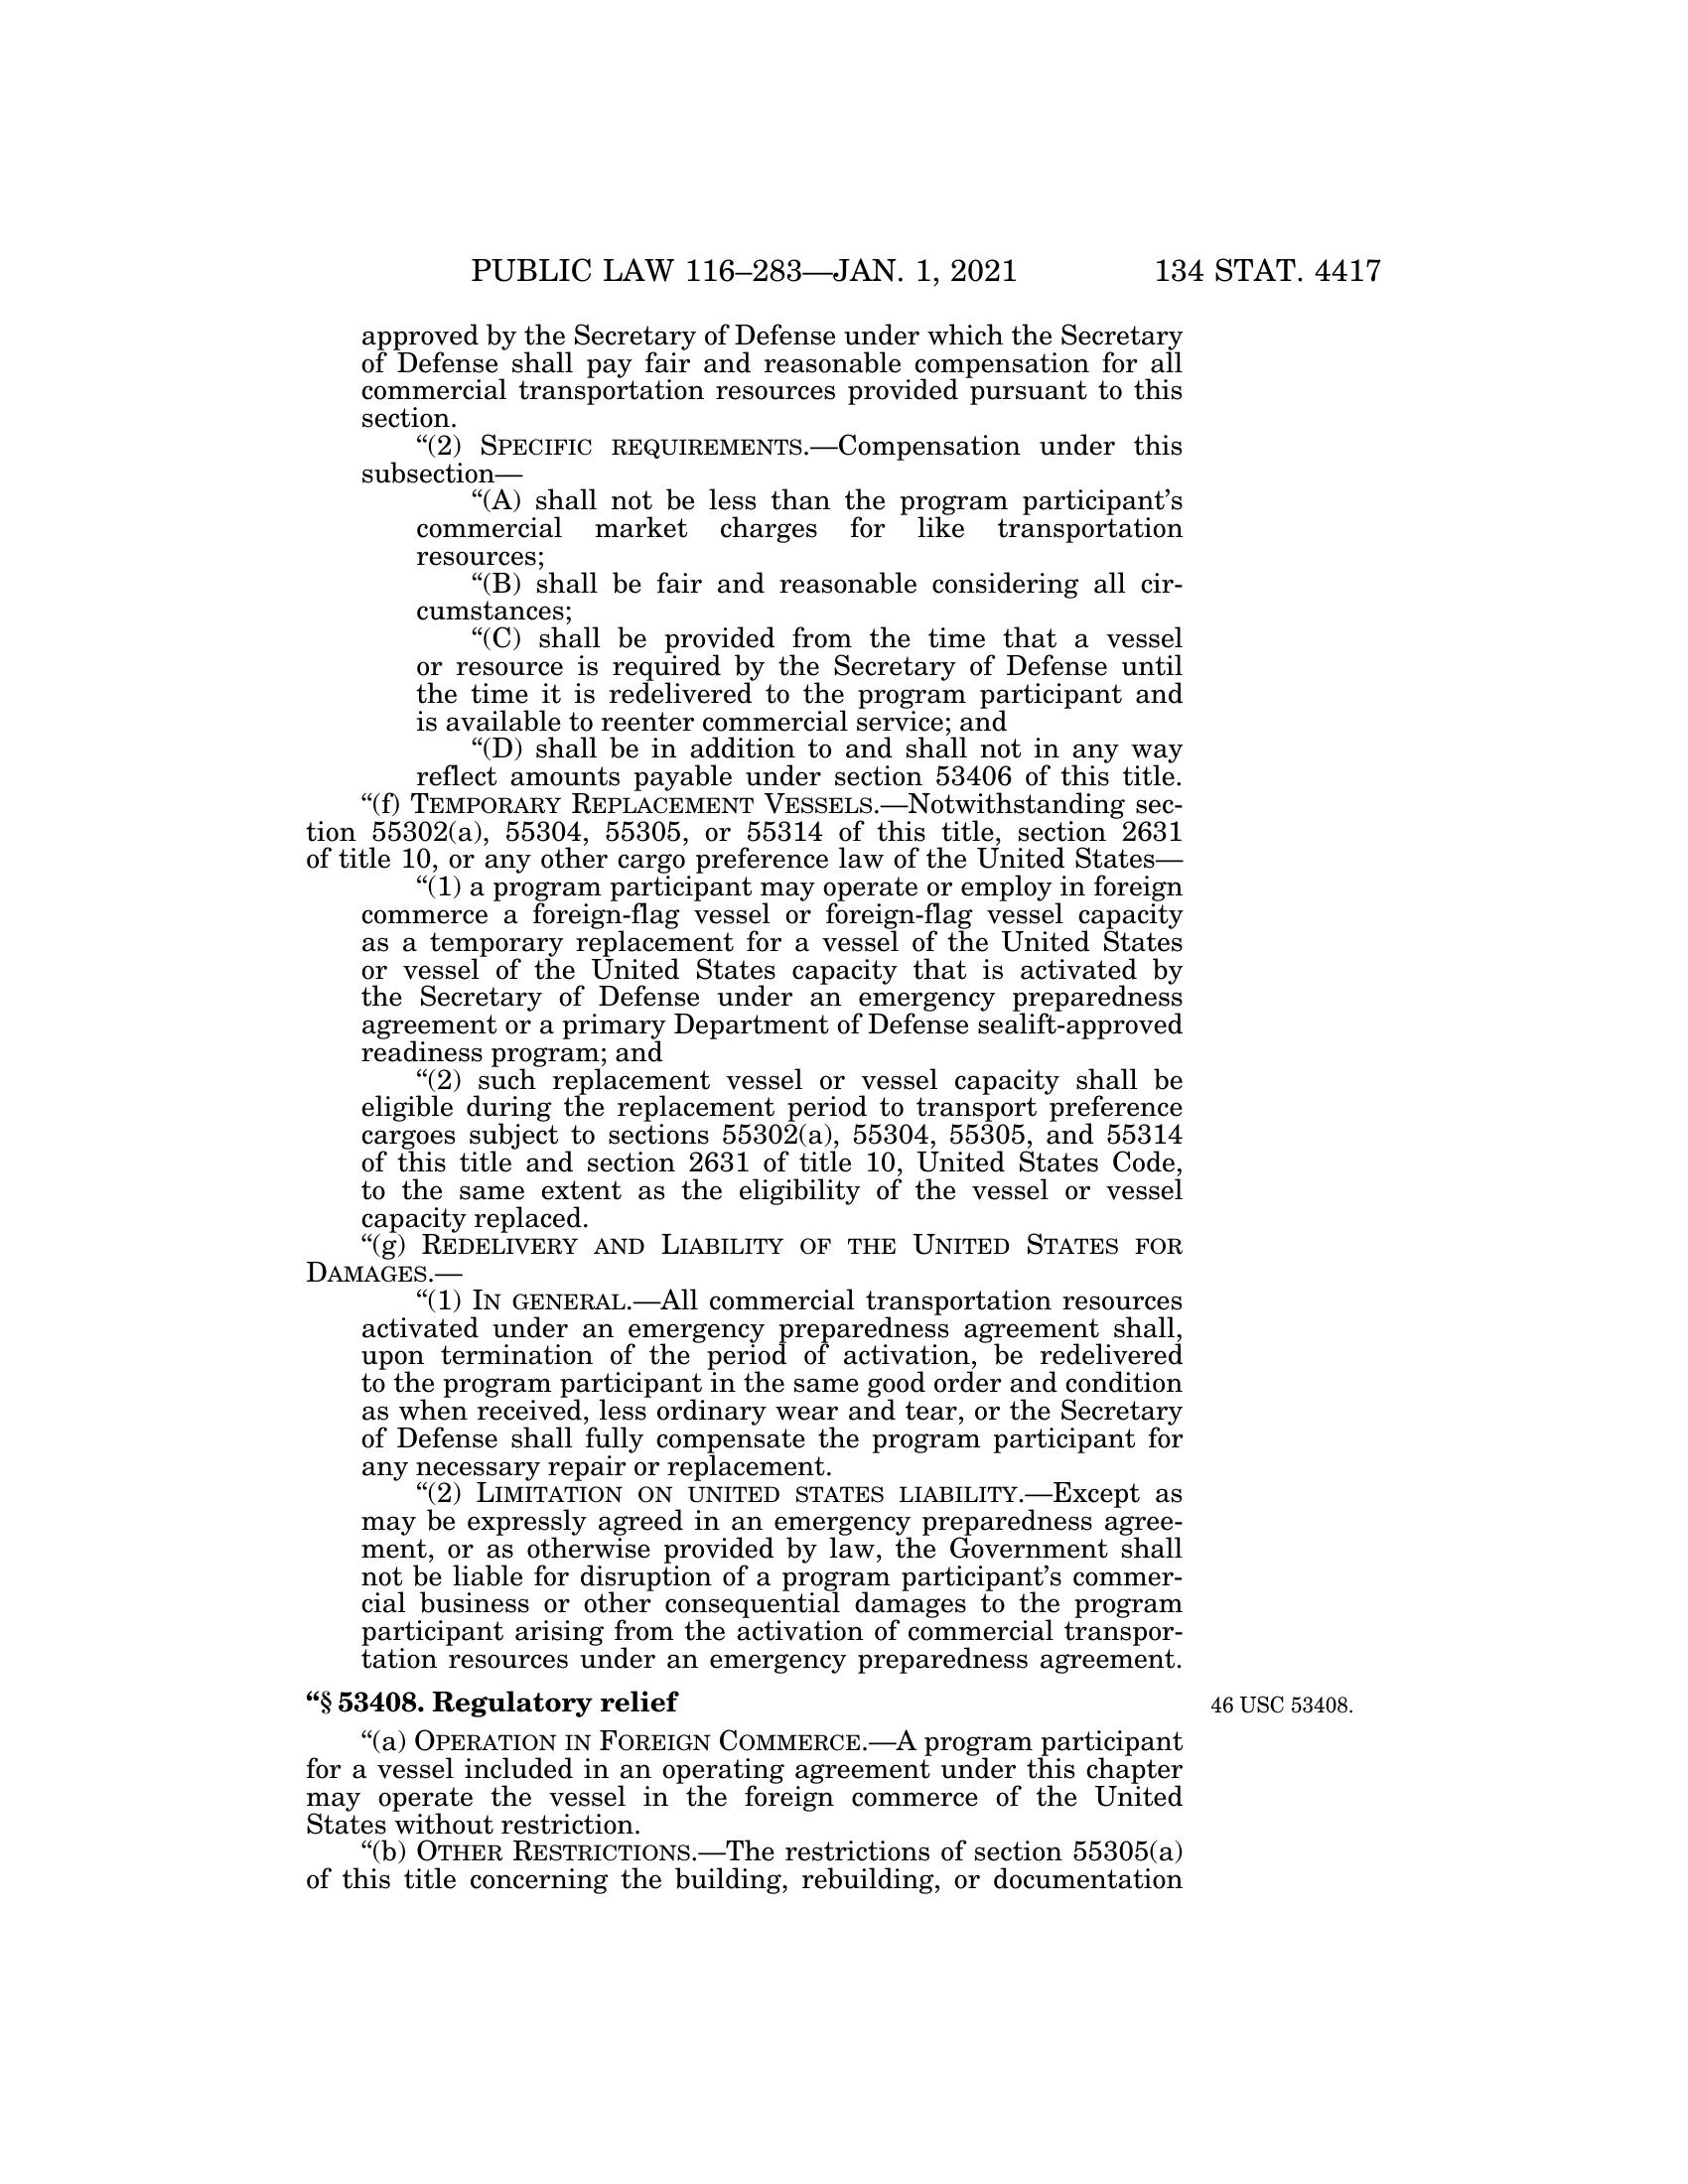 PUBLIC LAW 116–283—JAN. 1, 2021 134 STAT. 4417
approved by the Secretary of Defense under which the Secretary
of Defense shall pay fair and reasonable compensation for all
commercial transportation resources provided pursuant to this
section.
“(2) SPECIFIC REQUIREMENTS.—Compensation under this
subsection—
“(A) shall not be less than the program participant’s
commercial market charges for like transportation
resources;
“(B) shall be fair and reasonable considering all cir-
cumstances;
“(C) shall be provided from the time that a vessel
or resource is required by the Secretary of Defense until
the time it is redelivered to the program participant and
is available to reenter commercial service; and
“(D) shall be in addition to and shall not in any way
reflect amounts payable under section 53406 of this title.
“(f) TEMPORARY REPLACEMENT VESSELS.—Notwithstanding sec-
tion 55302(a), 55304, 55305, or 55314 of this title, section 2631
of title 10, or any other cargo preference law of the United States—
“(1) a program participant may operate or employ in foreign
commerce a foreign-flag vessel or foreign-flag vessel capacity
as a temporary replacement for a vessel of the United States
or vessel of the United States capacity that is activated by
the Secretary of Defense under an emergency preparedness
agreement or a primary Department of Defense sealift-approved
readiness program; and
“(2) such replacement vessel or vessel capacity shall be
eligible during the replacement period to transport preference
cargoes subject to sections 55302(a), 55304, 55305, and 55314
of this title and section 2631 of title 10, United States Code,
to the same extent as the eligibility of the vessel or vessel
capacity replaced.
“(g) REDELIVERY AND LIABILITY OF THE UNITED STATES FOR
DAMAGES.—
“(1) IN GENERAL.—All commercial transportation resources
activated under an emergency preparedness agreement shall,
upon termination of the period of activation, be redelivered
to the program participant in the same good order and condition
as when received, less ordinary wear and tear, or the Secretary
of Defense shall fully compensate the program participant for
any necessary repair or replacement.
“(2) LIMITATION ON UNITED STATES LIABILITY.—Except as
may be expressly agreed in an emergency preparedness agree-
ment, or as otherwise provided by law, the Government shall
not be liable for disruption of a program participant’s commer-
cial business or other consequential damages to the program
participant arising from the activation of commercial transpor-
tation resources under an emergency preparedness agreement.
“§ 53408. Regulatory relief 46 USC 53408.
“(a) OPERATION IN FOREIGN COMMERCE.—A program participant
for a vessel included in an operating agreement under this chapter
may operate the vessel in the foreign commerce of the United
States without restriction.
“(b) OTHER RESTRICTIONS.—The restrictions of section 55305(a)
of this title concerning the building, rebuilding, or documentation